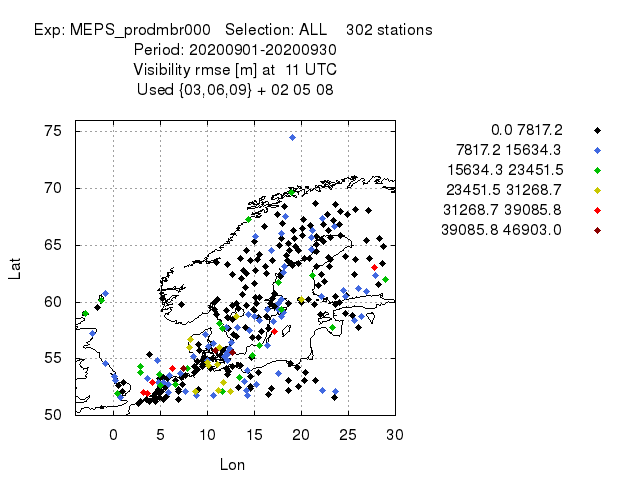 Exp: MEPS_prodmbr000 Selection: ALL 302 stations
Period: 20200901-20200930
Visibility rmse [m] at 11 UTC
Used {03,06,09} + 02 05 08
0.0 7817.2
7817.2 15634.3
15634.3 23451.5
23451.5 31268.7
31268.7 39085.8
39085.8 46903.0
75
70
65
60
55
50
Lat
0 5 10 15 20 25 30
Lon